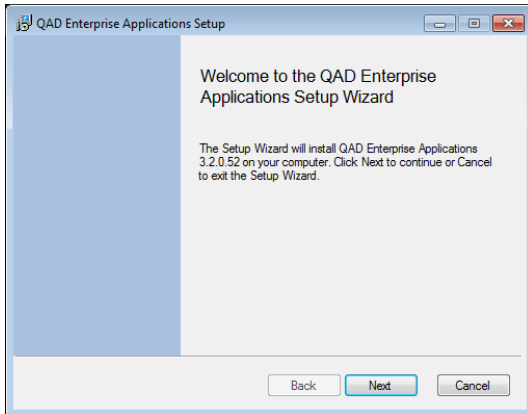 QAD Enterprise Applications Setup
Welcome to the QAD Enterprise
Applications Setup Wizard
The Setup Wizard will install QAD Enterprise Applications
3.2.0.52 on your computer. Click Next to continue or Cancel
to exit the Setup Wizard.
Back
Next
Cancel